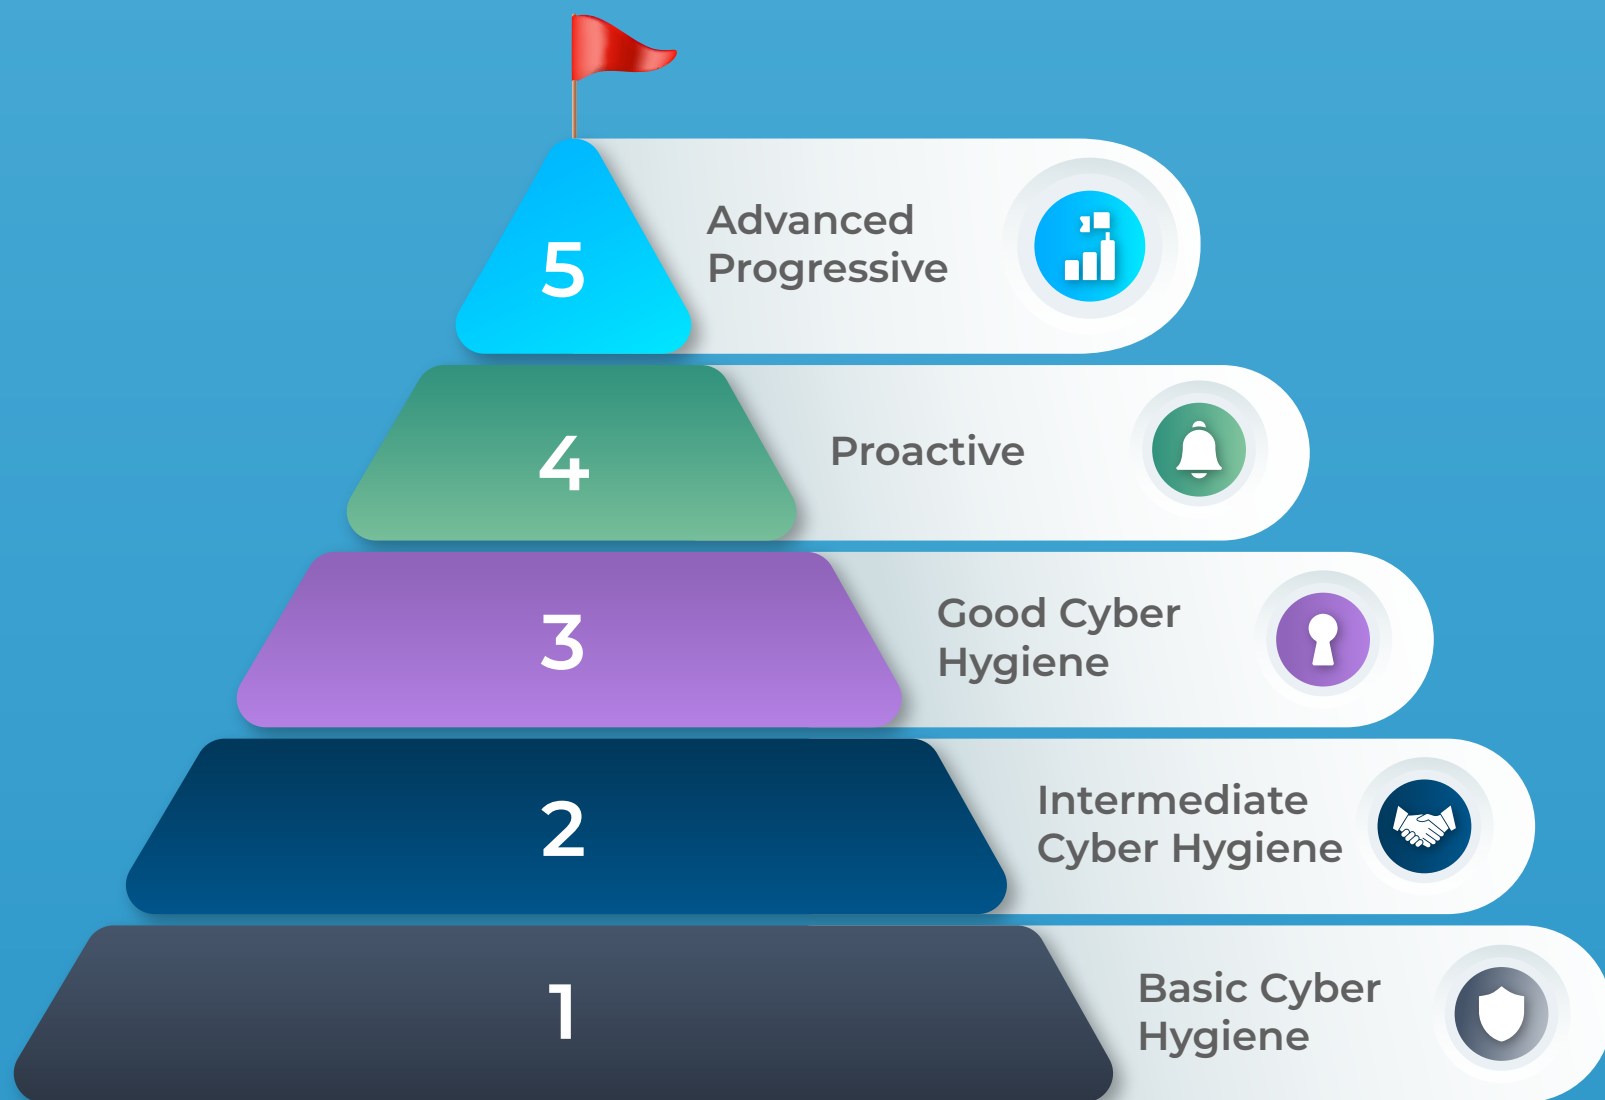 5
Advanced
Progressive
4
Proactive
3
Good Cyber
Hygiene
2
Intermediate
Cyber Hygiene
1
Basic Cyber
Hygiene